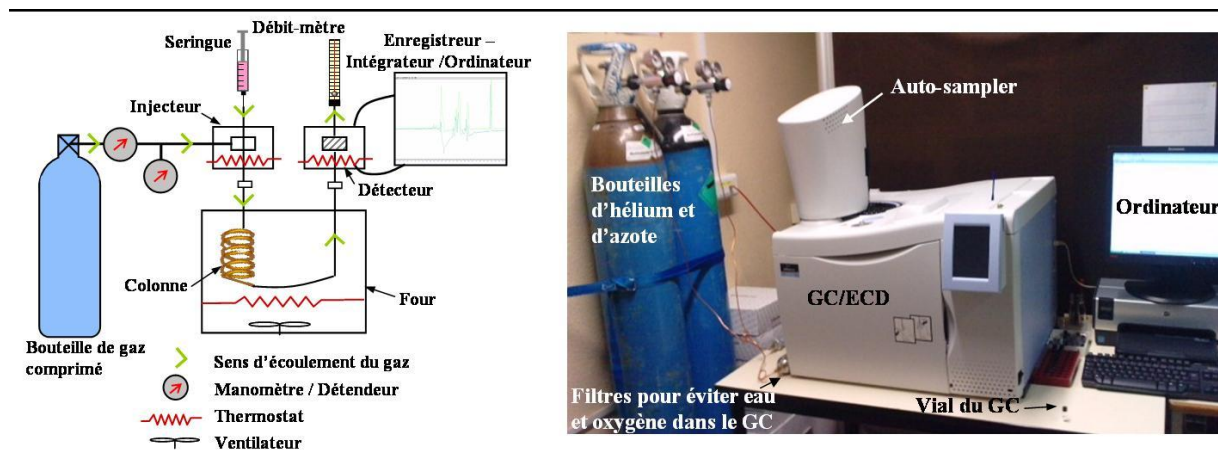 Débit-mètre
Seringue
Enregistreur –
Intégrateur /Ordinateur
Injecteur
Détecteur
Colonne
Four
Bouteille de gaz
comprimé
Sens d'écoulement du gaz
Manomètre / Détendeur
Thermostat
Ventilateur
Auto-sampler
Bouteilles
d'hélium et
d'azote
Ordinateur
GC/ECD
Filtres pour éviter eau
et oxygène dans le GC
Vial du GC